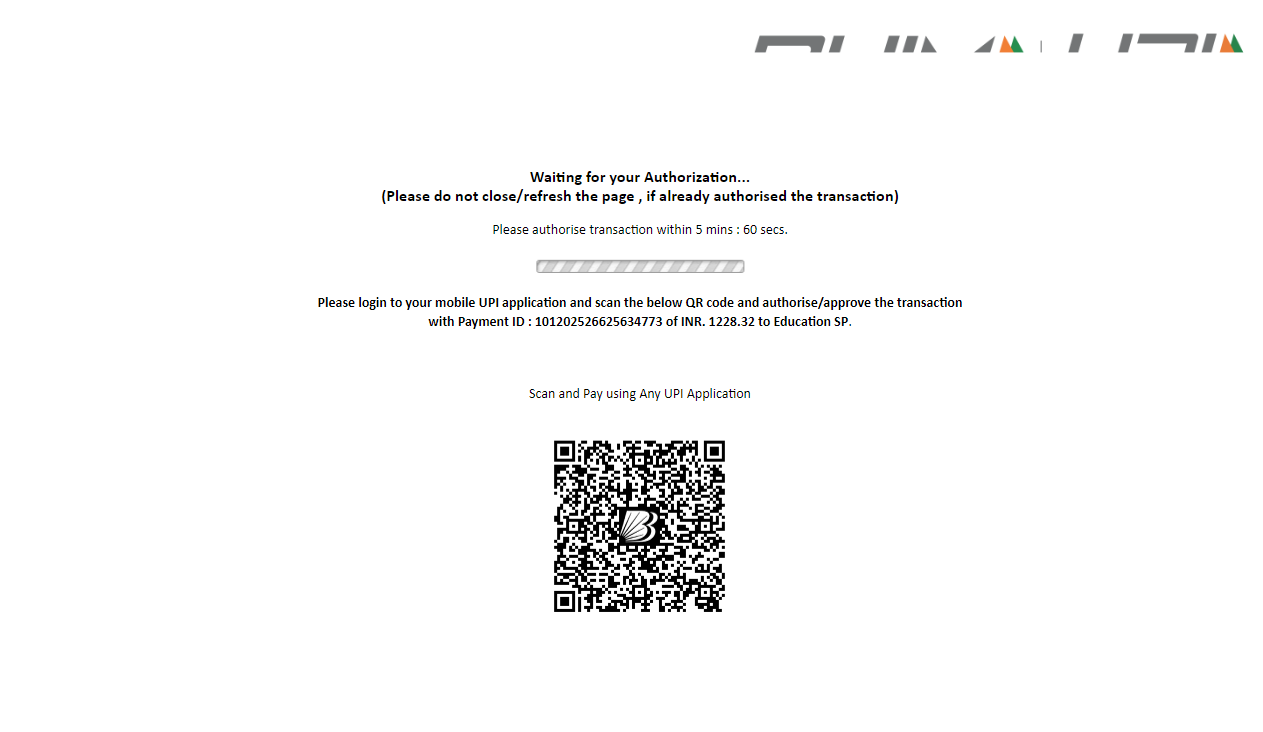 Waiting for your Authorization...
(Please do not close/refresh the page , if already authorised the transaction)
Please authorise transaction within 5 mins : 60 secs.
Please login to your mobile UPI application and scan the below QR code and authorise/approve the transaction
with Payment ID : 101202526625634773 of INR. 1228.32 to Education SP.
Scan and Pay using Any UPI Application